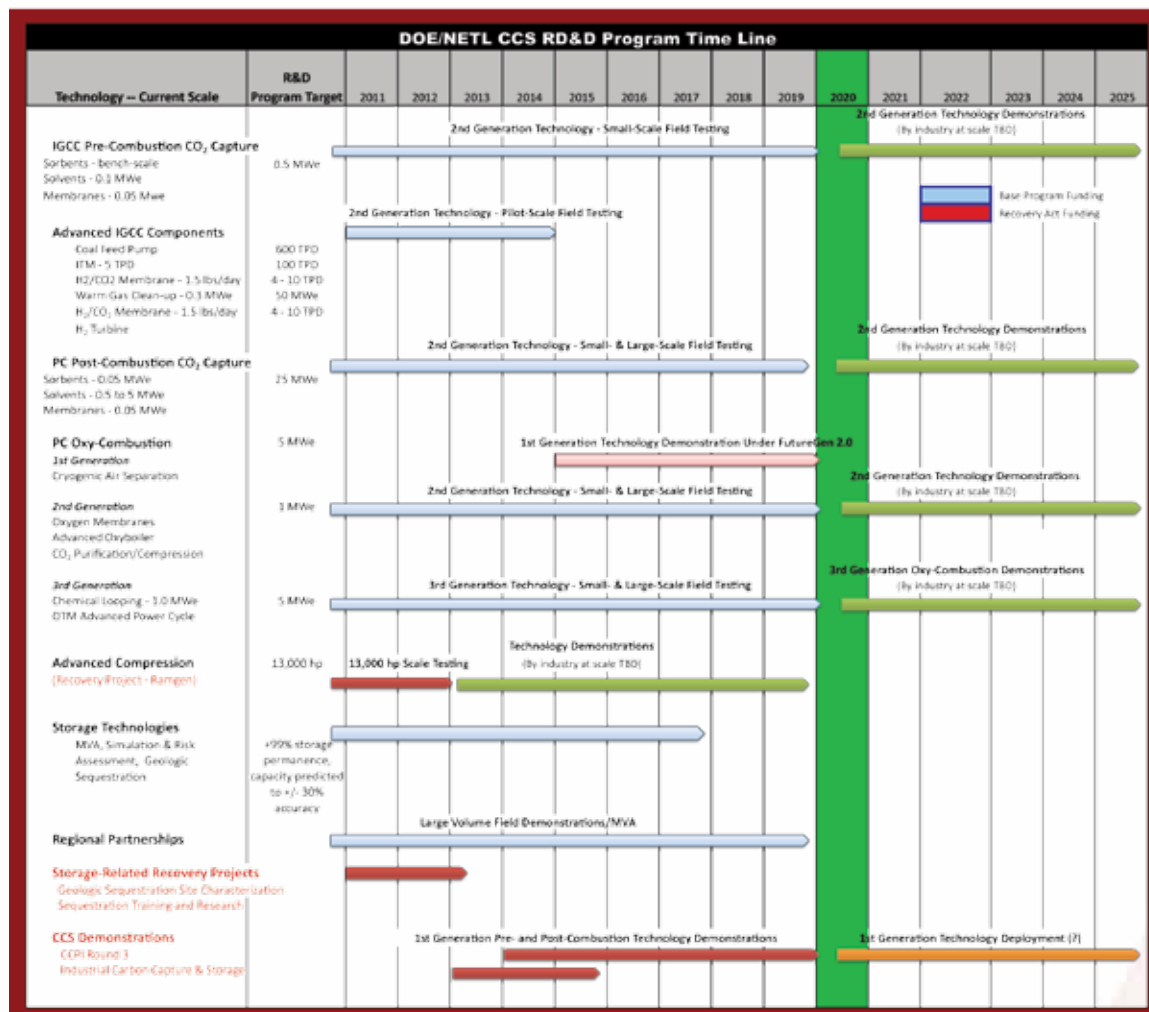 DOE/NETL CCS RD&D Program Time Line
Technology -- Current Scale
R&D
Program Target
2011 2012 2013 2014 2015 2016 2017 2018 2019 2020 2021 2022 2023 2024 2025
2nd Generation Technology Demonstrations
(By industry at scale TBD)
2nd Generation Technology - Small-Scale Field Testing
IGCC Pre-Combustion CO₂ Capture
Sorbents - bench-scale
0.5 MWe
Solvents - 0.1 MWe
Membranes - 0.05 Mwe
Base Program Funding
Recovery Act Funding
2nd Generation Technology - Pilot-Scale Field Testing
Advanced IGCC Components
Coal Feed Pump
600 TPD
ITM - 5 TPD
100 TPD
H2/CO2 Membrane - 1.5 lbs/day
4 - 10 TPD
Warm Gas Clean-up - 0.3 MWe
50 MWe
H₂/CO₂ Membrane - 1.5 lbs/day
4 - 10 TPD
H₂ Turbine
2nd Generation Technology Demonstrations
(By industry at scale TBD)
2nd Generation Technology - Small- & Large-Scale Field Testing
PC Post-Combustion CO₂ Capture
Sorbents - 0.05 MWe
25 MWe
Solvents - 0.5 to 5 MWe
Membranes - 0.05 MWe
PC Oxy-Combustion
5 MWe
1st Generation Technology Demonstration Under FutureGen 2.0
1st Generation
Cryogenic Air Separation
2nd Generation Technology Demonstrations
(By industry at scale TBD)
2nd Generation Technology - Small- & Large-Scale Field Testing
2nd Generation
1 MWe
Oxygen Membranes
Advanced Oxyboiler
CO₂ Purification/Compression
3rd Generation Oxy-Combustion Demonstrations
(By industry at scale TBD)
3rd Generation Technology - Small- & Large-Scale Field Testing
3rd Generation
Chemical Looping - 1.0 MWe
5 MWe
OTM Advanced Power Cycle
Technology Demonstrations
(By industry at scale TBD)
Advanced Compression
13,000 hp
13,000 hp Scale Testing
(Recovery Project - Ramgen)
Storage Technologies
MVA, Simulation & Risk
Assessment, Geologic
Sequestration
+99% storage
permanence,
capacity predicted
to +/- 30%
accuracy
Large Volume Field Demonstrations/MVA
Regional Partnerships
Storage-Related Recovery Projects
Geologic Sequestration Site Characterization
Sequestration Training and Research
CCS Demonstrations
1st Generation Pre- and Post-Combustion Technology Demonstrations
1st Generation Technology Deployment (?)
CCPI Round 3
Industrial Carbon Capture & Storage